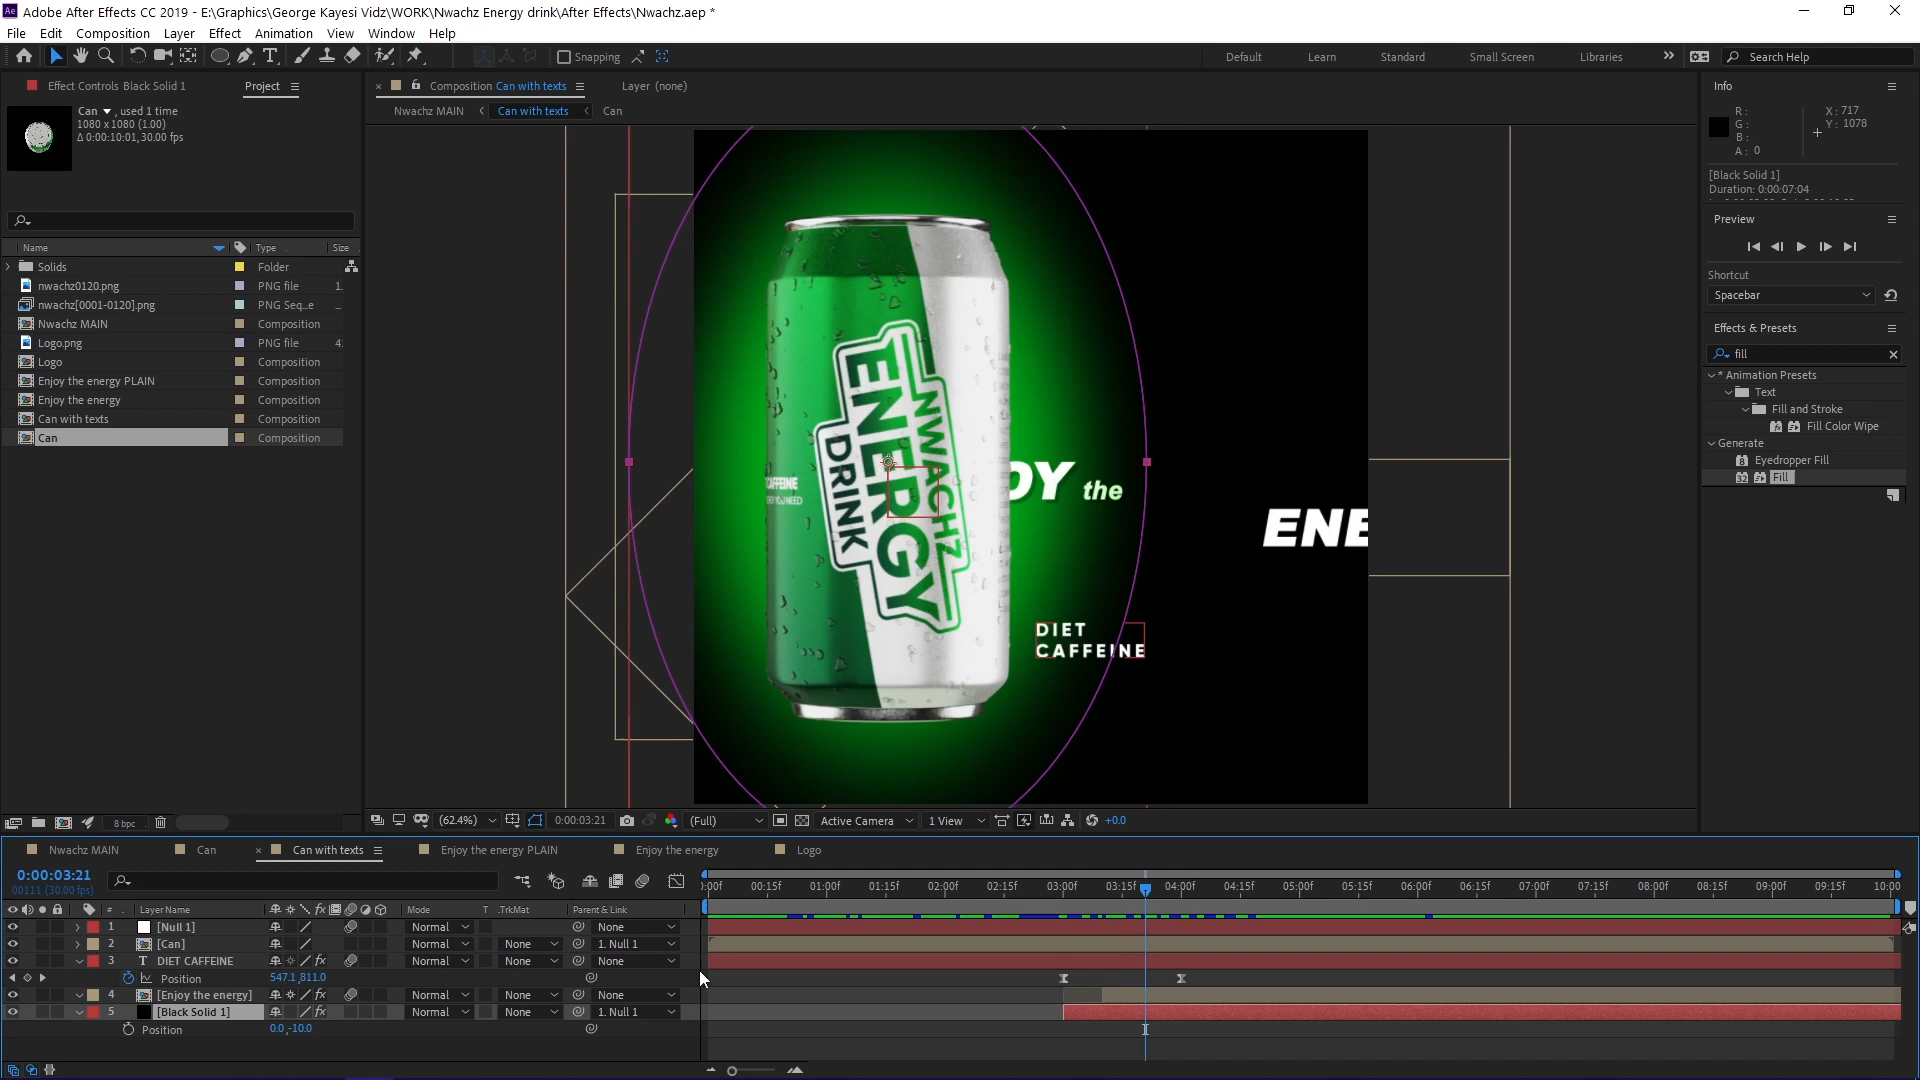 Adobe After Effects CC 2019 - E:\Graphics\George Kayesi Vidz\WORK\Nwachz Energy drink\After Effects\Nwachz.aep *
File Edit Composition Layer Effect Animation View Window Help
Snapping
Default Learn Standard Small Screen Libraries Search Help
Effect Controls Black Solid 1 Project
Can , used 1 time
1080 x 1080 (1.00)
Δ 0:00:10:01, 30.00 fps
Name Type Size
Solids Folder
nwachz0120.png PNG file 1.
nwachz[0001-0120].png PNG Seq...e
Nwachz MAIN Composition
Logo.png PNG file 4.
Logo Composition
Enjoy the energy PLAIN Composition
Enjoy the energy Composition
Can with texts Composition
Can Composition
8 bpc
Composition Can with texts Layer (none)
Nwachz MAIN Can with texts Can
NWACHZ
ENERGY
DRINK
CAFFEINE
OY the
ENE
DIET
CAFFEINE
(62.4%) 0:00:03:21 (Full) Active Camera 1 View +0.0
Info
R : X : 717
G : Y : 1078
B :
A : 0
[Black Solid 1]
Duration: 0:00:07:04
Preview
Shortcut
Spacebar
Effects & Presets
fill
* Animation Presets
Text
Fill and Stroke
Fill Color Wipe
Generate
Eyedropper Fill
32 Fill
Nwachz MAIN Can Can with texts Enjoy the energy PLAIN Enjoy the energy Logo
0:00:03:21
00111 (30.00 fps)
:00f 00:15f 01:00f 01:15f 02:00f 02:15f 03:00f 03:15f 04:00f 04:15f 05:00f 05:15f 06:00f 06:15f 07:00f 07:15f 08:00f 08:15f 09:00f 09:15f 10:00
# Layer Name Mode T .TrkMat Parent & Link
1 [Null 1] Normal None
2 [Can] Normal None 1. Null 1
3 T DIET CAFFEINE Normal None None
Position 547.1,811.0
4 [Enjoy the energy] Normal None None
5 [Black Solid 1] Normal None 1. Null 1
Position 0.0,-10.0